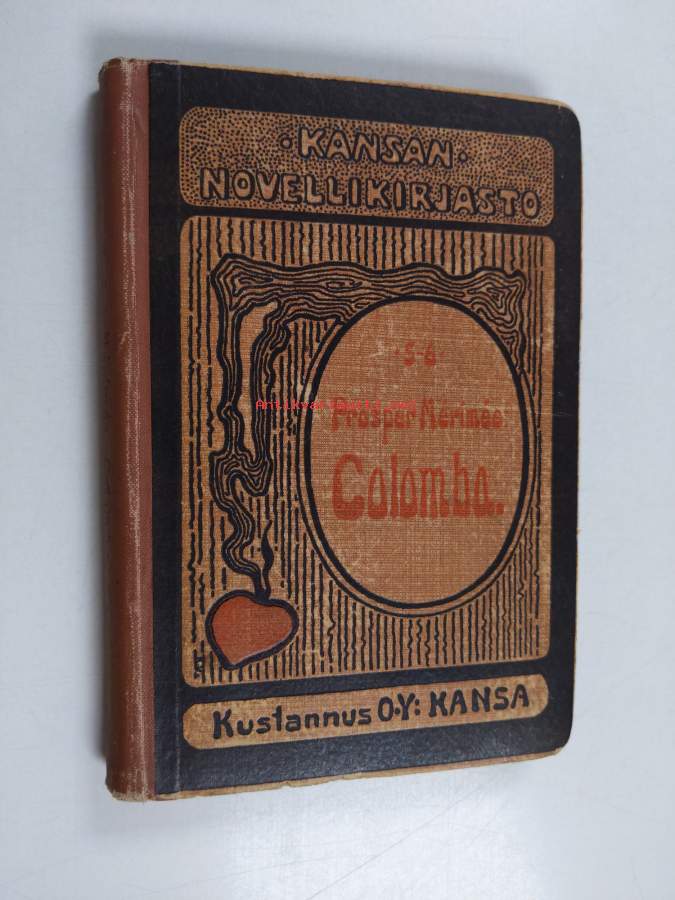 ·KANSAN·
NOVELLIKIRJASTO
5-6
Prosper Mérimée
Colomba.
Kustannus O.Y: KANSA